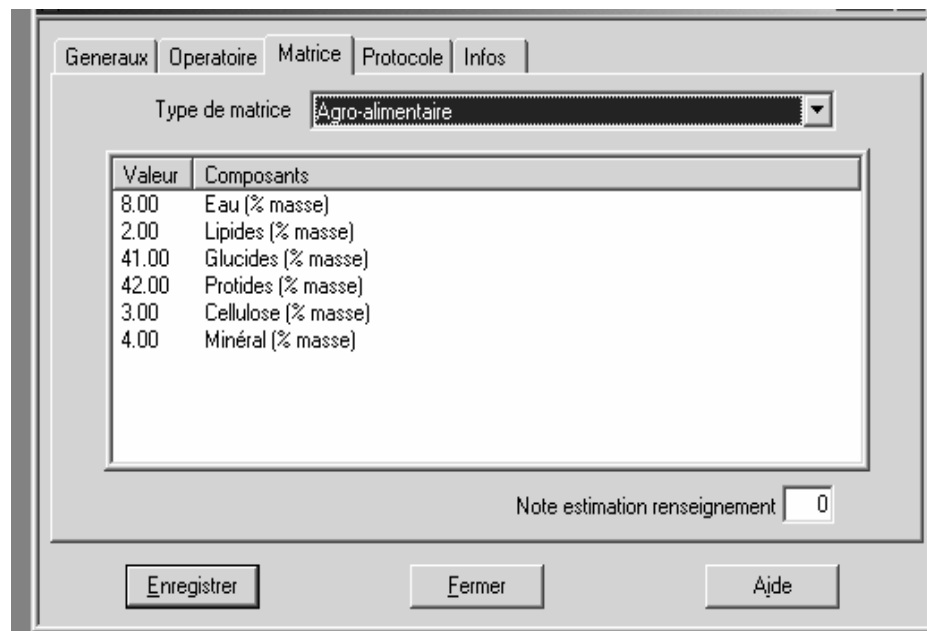 Generaux Operatoire Matrice Protocole Infos
Type de matrice Agro-alimentaire
Valeur Composants
8.00 Eau (% masse)
2.00 Lipides (% masse)
41.00 Glucides (% masse)
42.00 Protides (% masse)
3.00 Cellulose (% masse)
4.00 Minéral (% masse)
Note estimation renseignement 0
Enregistrer Fermer Aide